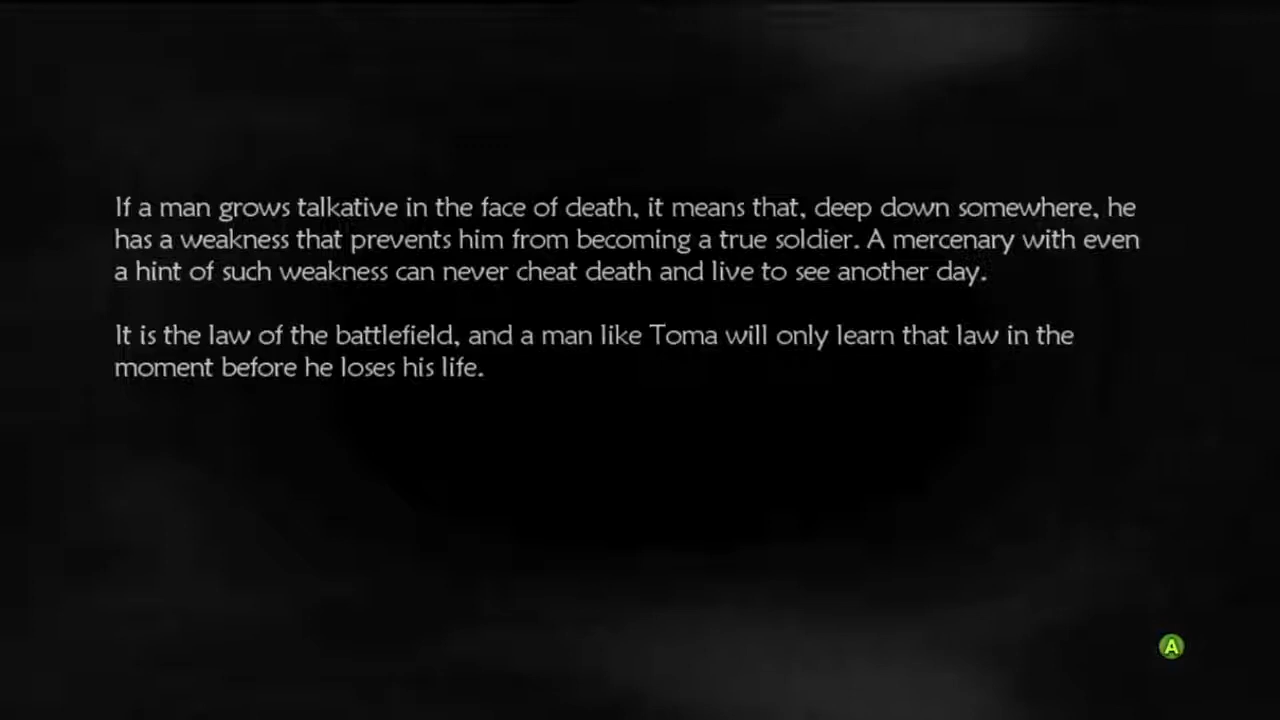 If a man grows talkative in the face of death, it means that, deep down somewhere, he
has a weakness that prevents him from becoming a true soldier. A mercenary with even
a hint of such weakness can never cheat death and live to see another day.
It is the law of the battlefield, and a man like Toma will only learn that law in the
moment before he loses his life.
A